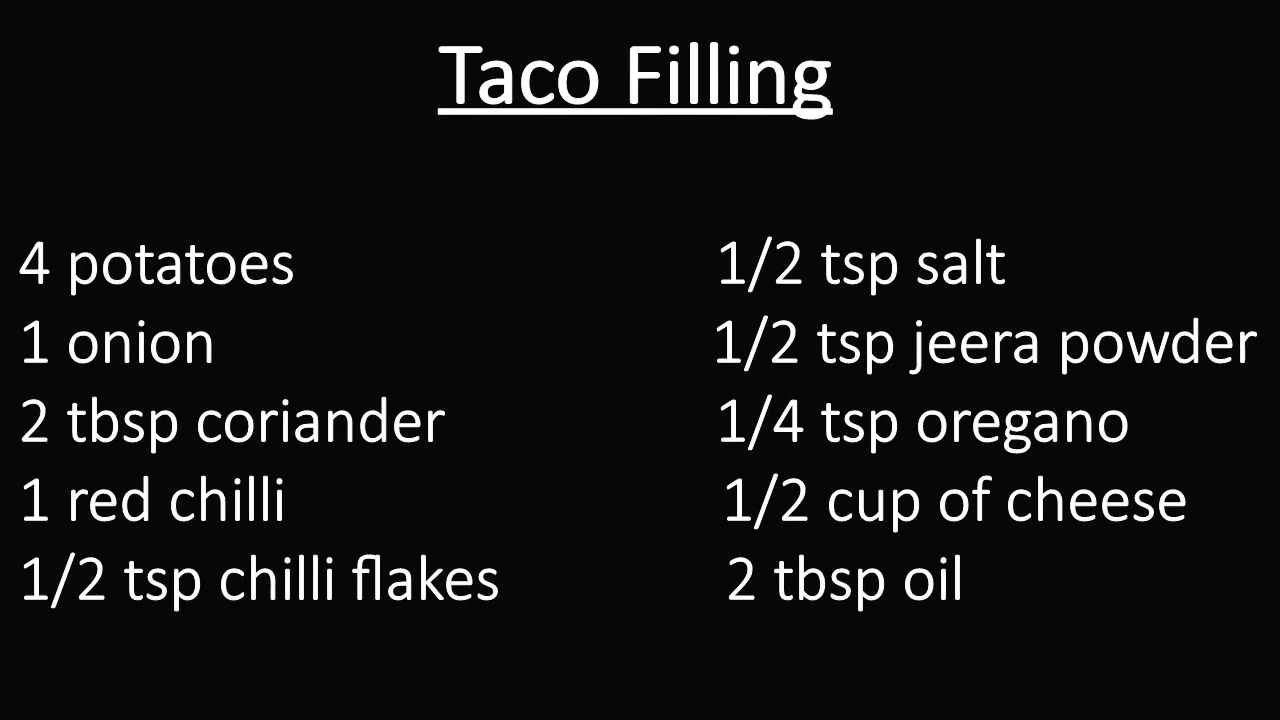 Taco Filling
4 potatoes
1 onion
2 tbsp coriander
1 red chilli
1/2 tsp chilli flakes
1/2 tsp salt
1/2 tsp jeera powder
1/4 tsp oregano
1/2 cup of cheese
2 tbsp oil